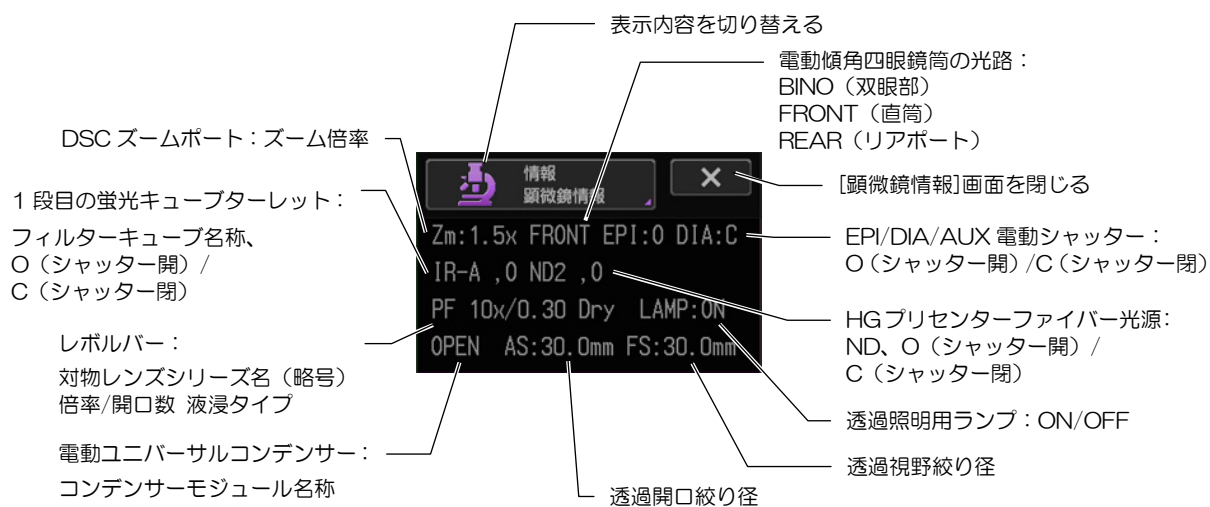 表示内容を切り替える
電動傾角四眼鏡筒の光路：
BINO（双眼部）
FRONT（直筒）
REAR（リアポート）
DSC ズームポート：ズーム倍率
情報
顕微鏡情報
[顕微鏡情報]画面を閉じる
1 段目の蛍光キューブターレット：
フィルターキューブ名称、
O（シャッター開）/
C（シャッター閉）
Zm:1.5x FRONT EPI:O DIA:C
IR-A ,O ND2 ,O
PF 10x/0.30 Dry LAMP:ON
OPEN AS:30.0mm FS:30.0mm
EPI/DIA/AUX 電動シャッター：
O（シャッター開）/C（シャッター閉）
HGプリセンターファイバー光源：
ND、O（シャッター開）/
C（シャッター閉）
レボルバー：
対物レンズシリーズ名（略号）
倍率/開口数 液浸タイプ
透過照明用ランプ：ON/OFF
電動ユニバーサルコンデンサー：
コンデンサーモジュール名称
透過視野絞り径
透過開口絞り径